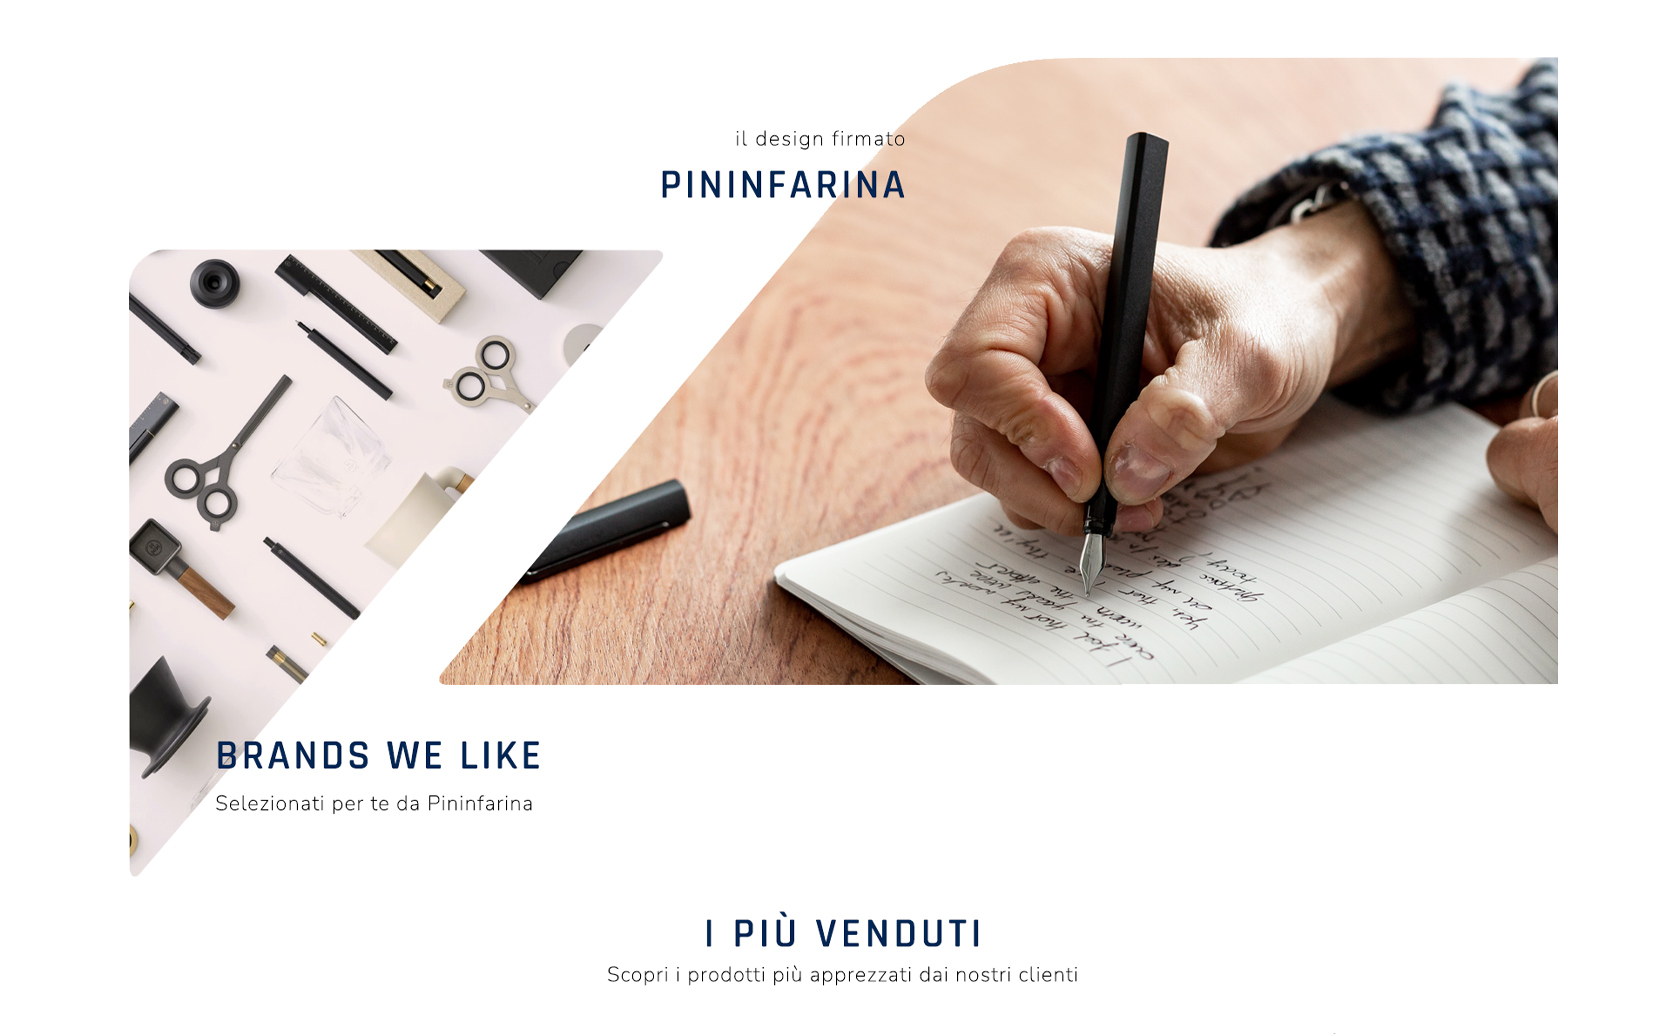 il design firmato
PININFARINA
BRANDS WE LIKE
Selezionati per te da Pininfarina
I PIÙ VENDUTI
Scopri i prodotti più apprezzati dai nostri clienti